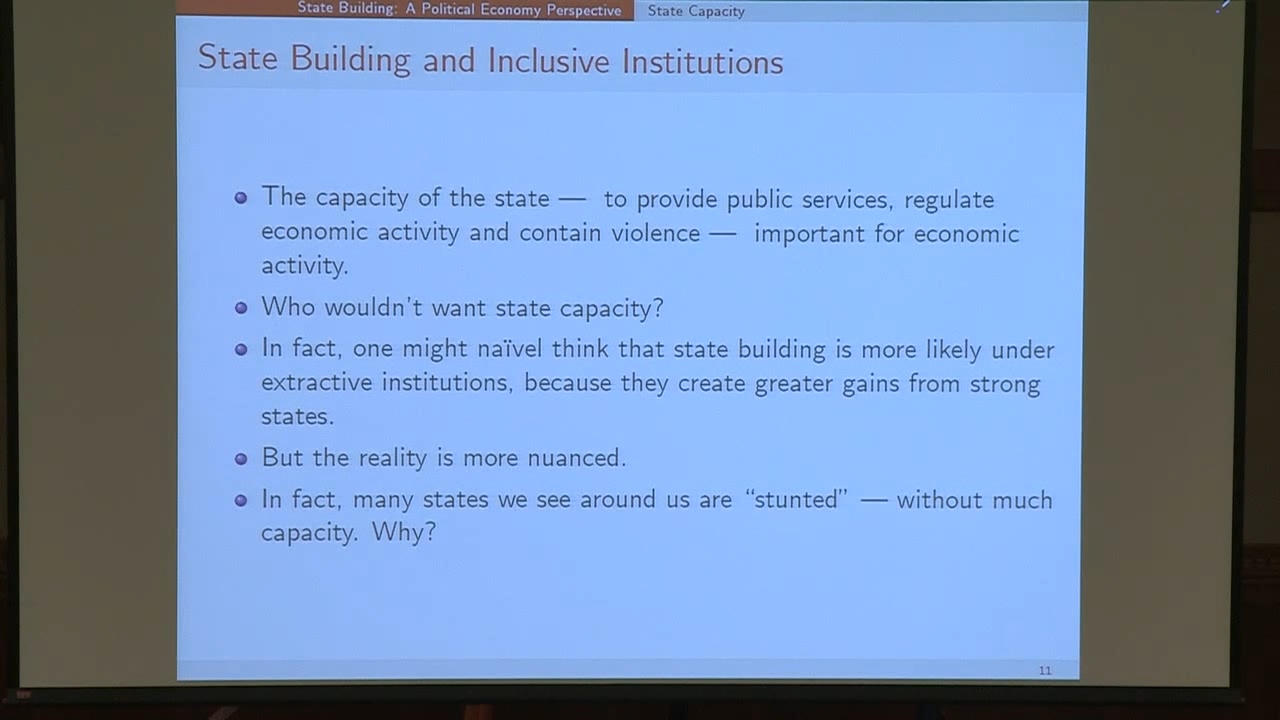 State Building: A Political Economy Perspective State Capacity
State Building and Inclusive Institutions
The capacity of the state — to provide public services, regulate
economic activity and contain violence — important for economic
activity.
Who wouldn't want state capacity?
In fact, one might naïvel think that state building is more likely under
extractive institutions, because they create greater gains from strong
states.
But the reality is more nuanced.
In fact, many states we see around us are “stunted” — without much
capacity. Why?
11